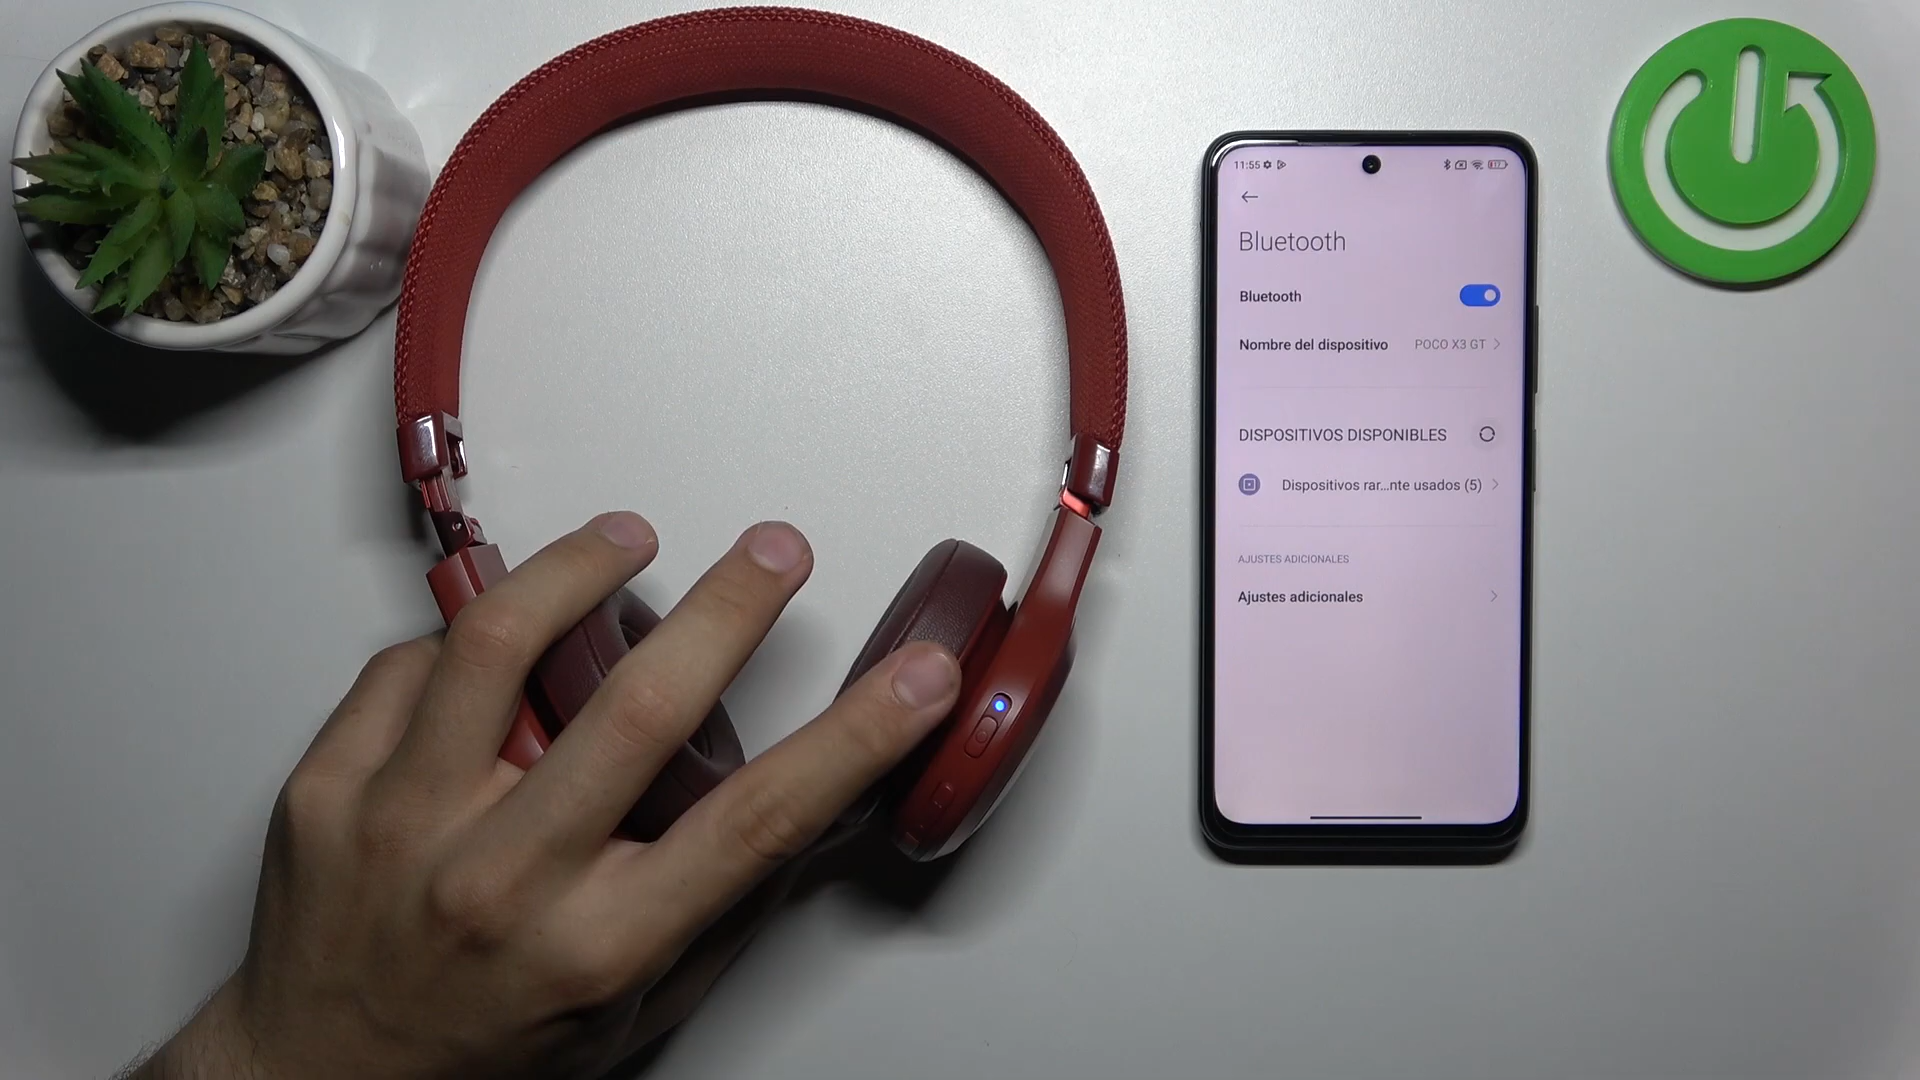 11:55
Bluetooth
Bluetooth
Nombre del dispositivo POCO X3 GT
DISPOSITIVOS DISPONIBLES
Dispositivos rar...nte usados (5)
AJUSTES ADICIONALES
Ajustes adicionales